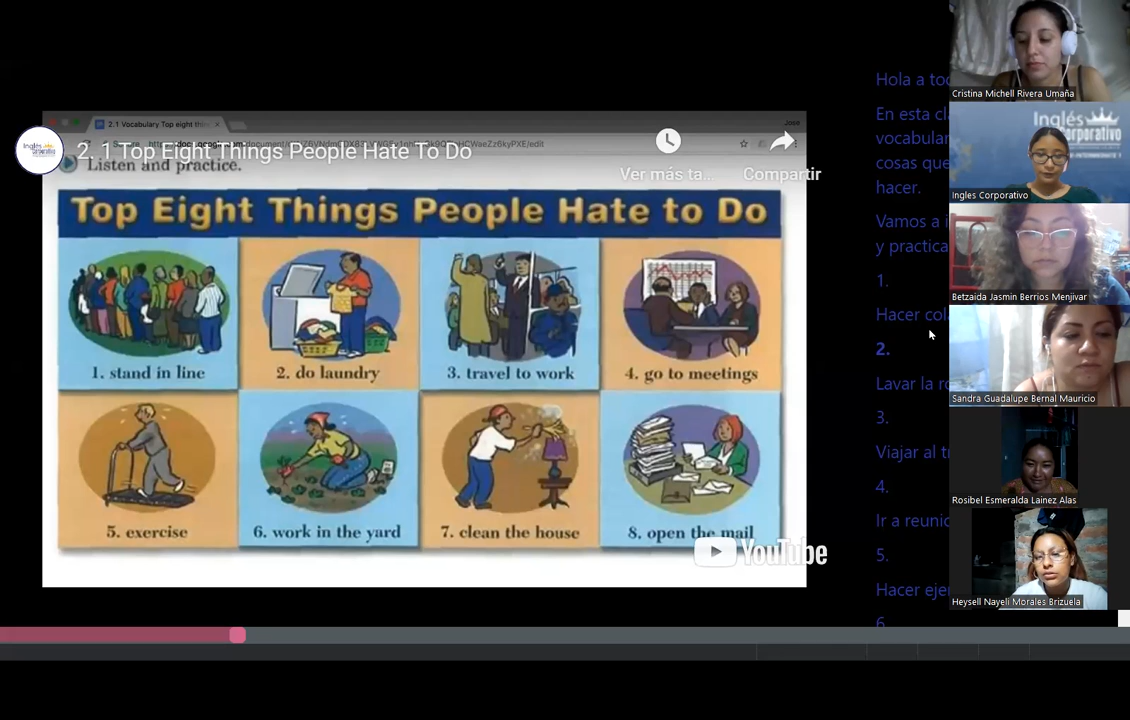 2.1 Vocabulary Top eight thin
Jose
2.1 Top Eight Things People Hate To Do
Ver más ta...
Compartir
Listen and practice.
Top Eight Things People Hate to Do
1. stand in line
2. do laundry
3. travel to work
4. go to meetings
5. exercise
6. work in the yard
7. clean the house
8. open the mail
YouTube
Hola a to
En esta cl
vocabular
cosas que
hacer.
Vamos a i
y practica
1.
Hacer col
2.
Lavar la r
3.
Viajar al t
4.
Ir a reuni
5.
Hacer eje
6
Cristina Michell Rivera Umaña
Inglés
Corporativo
Ingles Corporativo
Betzaida Jasmin Berrios Menjivar
Sandra Guadalupe Bernal Mauricio
Rosibel Esmeralda Lainez Alas
Heysell Nayeli Morales Brizuela